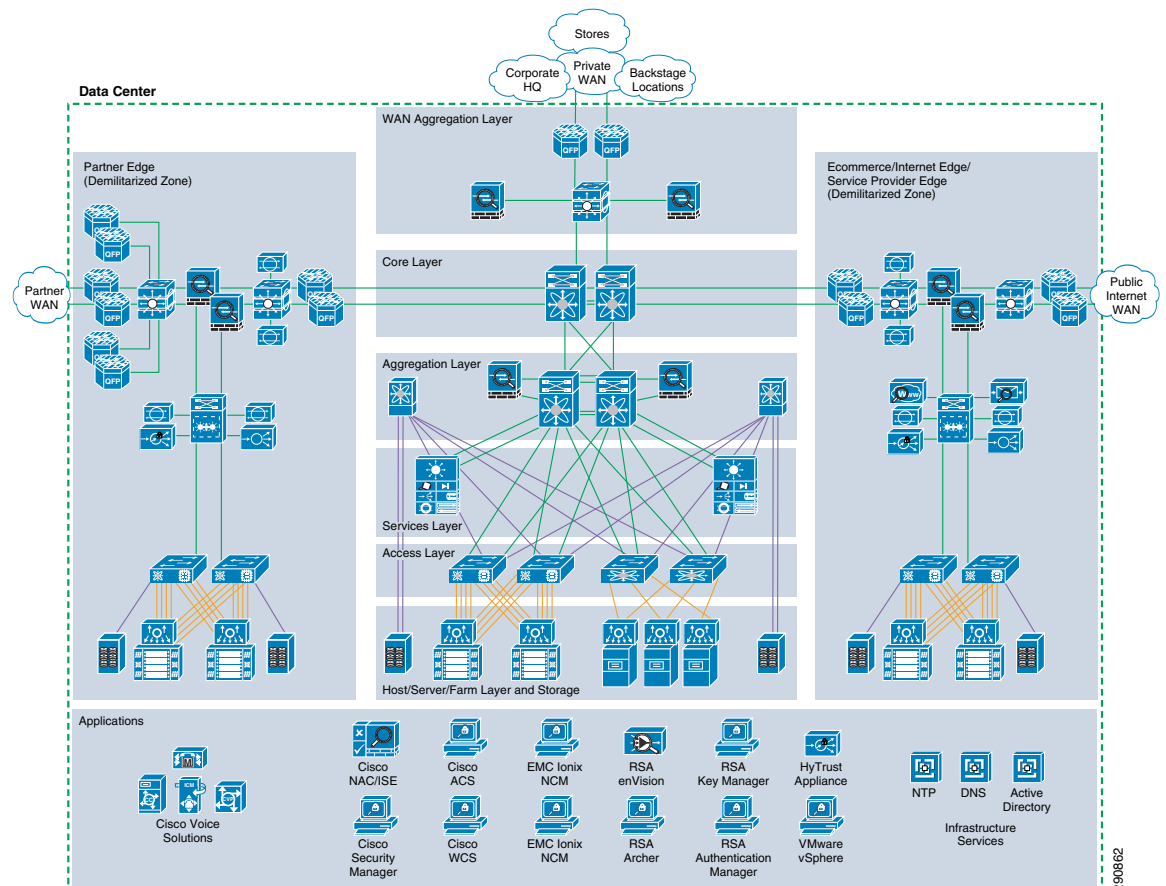 Stores
Corporate
HQ
Private
WAN
Backstage
Locations
Data Center
WAN Aggregation Layer
QFP
QFP
Partner Edge
(Demilitarized Zone)
Ecommerce/Internet Edge/
Service Provider Edge
(Demilitarized Zone)
QFP
QFP
Core Layer
Partner
WAN
QFP
QFP
QFP
QFP
Public
Internet
WAN
QFP
Aggregation Layer
www
Services Layer
Access Layer
Host/Server/Farm Layer and Storage
Applications
M
ICM
Cisco Voice
Solutions
Cisco
NAC/ISE
Cisco
ACS
EMC Ionix
NCM
RSA
enVision
RSA
Key Manager
HyTrust
Appliance
NTP
DNS
Active
Directory
Infrastructure
Services
Cisco
Security
Manager
Cisco
WCS
EMC Ionix
NCM
RSA
Archer
RSA
Authentication
Manager
VMware
vSphere